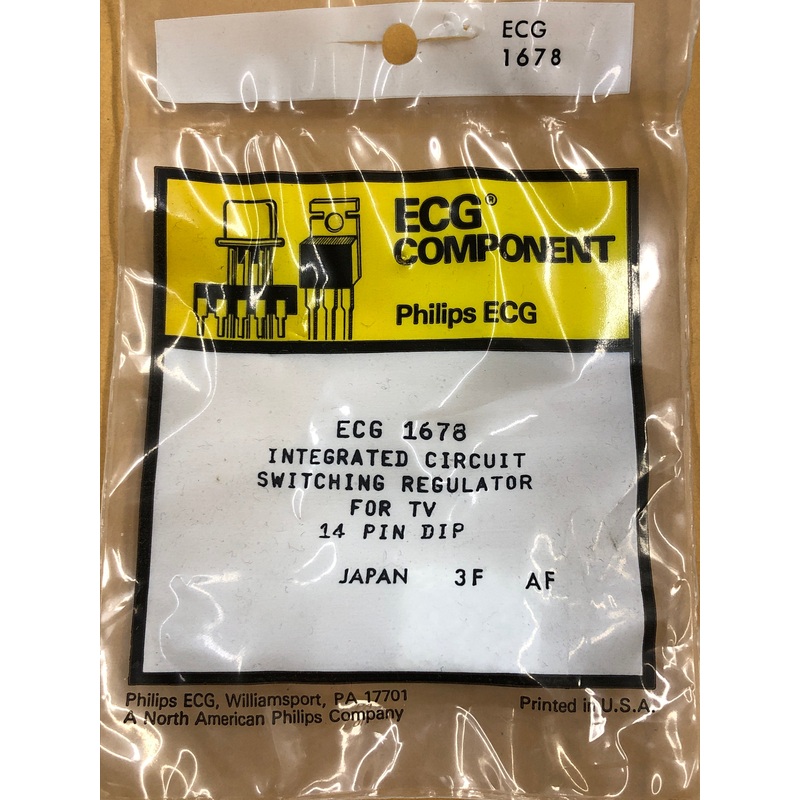 ECG
1678
ECG®
COMPONENT
Philips ECG
ECG 1678
INTEGRATED CIRCUIT
SWITCHING REGULATOR
FOR TV
14 PIN DIP
JAPAN 3F AF
Philips ECG, Williamsport, PA 17701
A North American Philips Company
Printed in U.S.A.